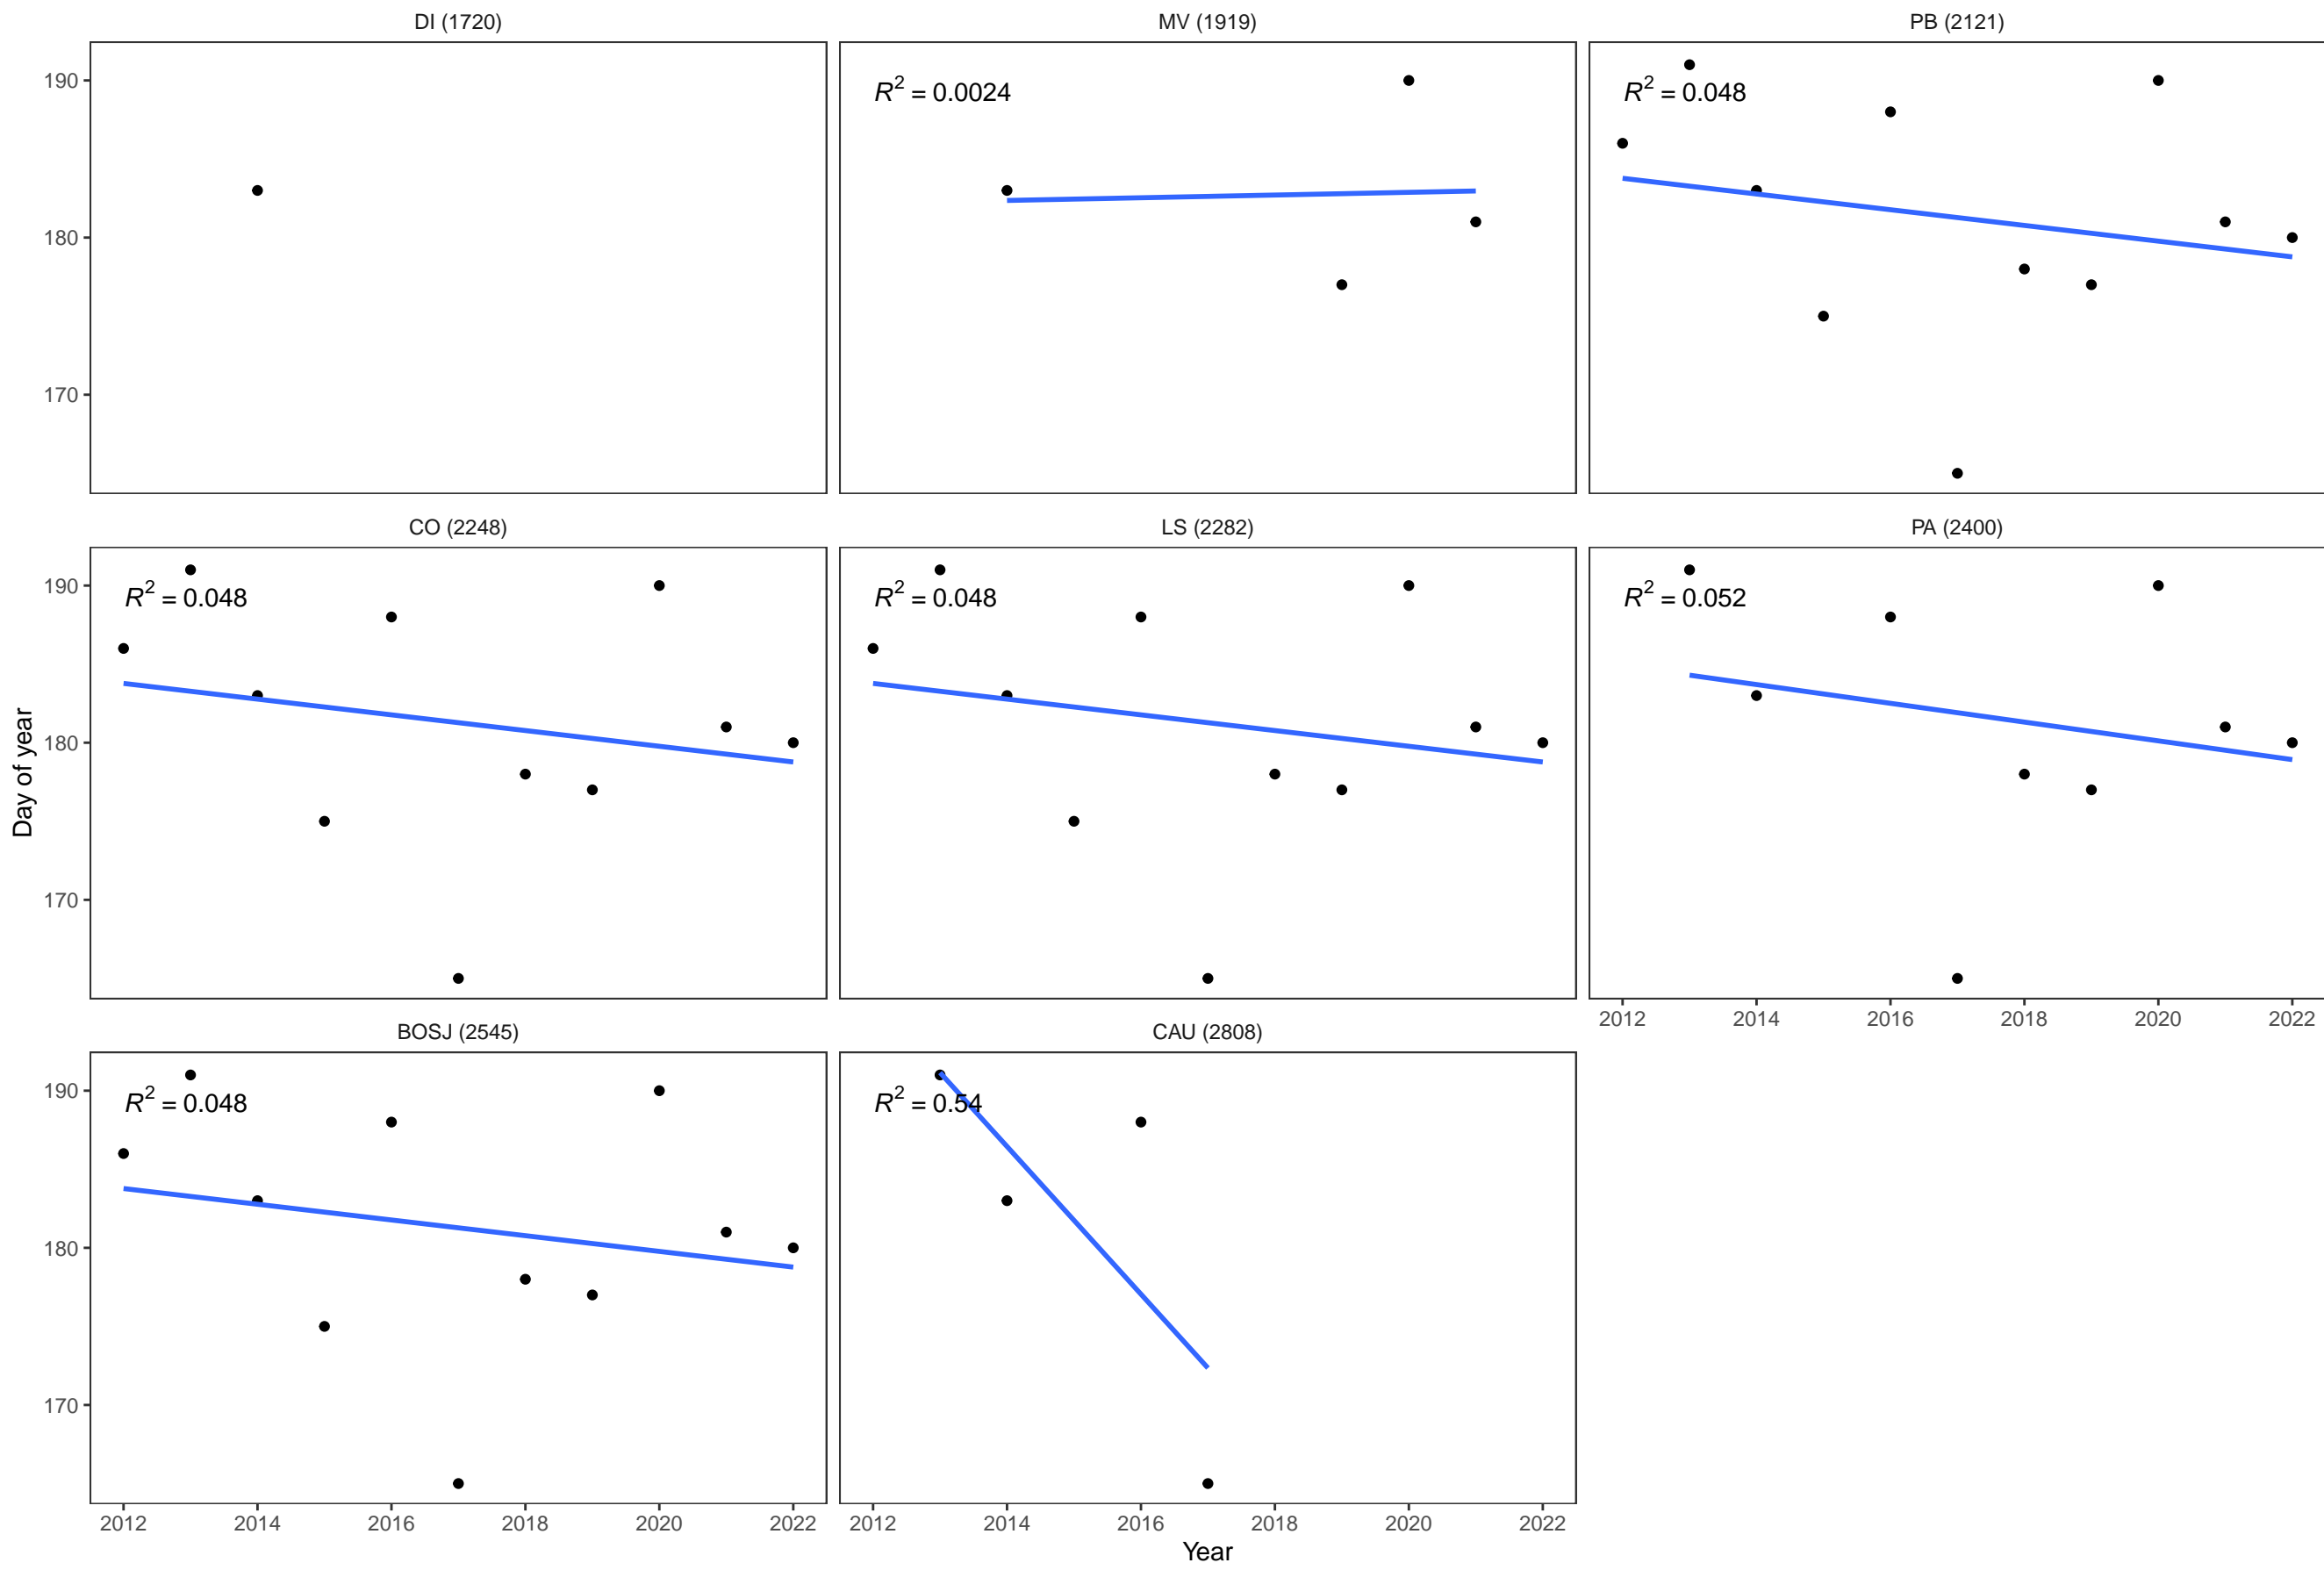 DI (1720) MV (1919) PB (2121)
190
180
170
R² = 0.0024
R² = 0.048
CO (2248) LS (2282) PA (2400)
Day of year
190
180
170
R² = 0.048
R² = 0.048
R² = 0.052
2012 2014 2016 2018 2020 2022
BOSJ (2545) CAU (2808)
190
180
170
R² = 0.048
R² = 0.54
2012 2014 2016 2018 2020 2022 2012 2014 2016 2018 2020 2022
Year